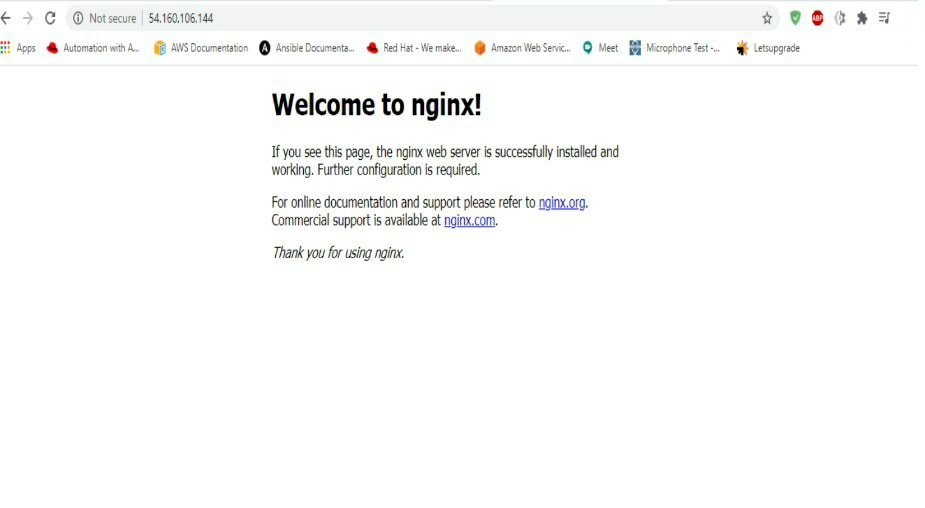 Not secure | 54.160.106.144
Apps Automation with A... AWS Documentation Ansible Documenta... Red Hat - We make... Amazon Web Servic... Meet Microphone Test -... Letsupgrade
Welcome to nginx!
If you see this page, the nginx web server is successfully installed and
working. Further configuration is required.
For online documentation and support please refer to nginx.org.
Commercial support is available at nginx.com.
Thank you for using nginx.